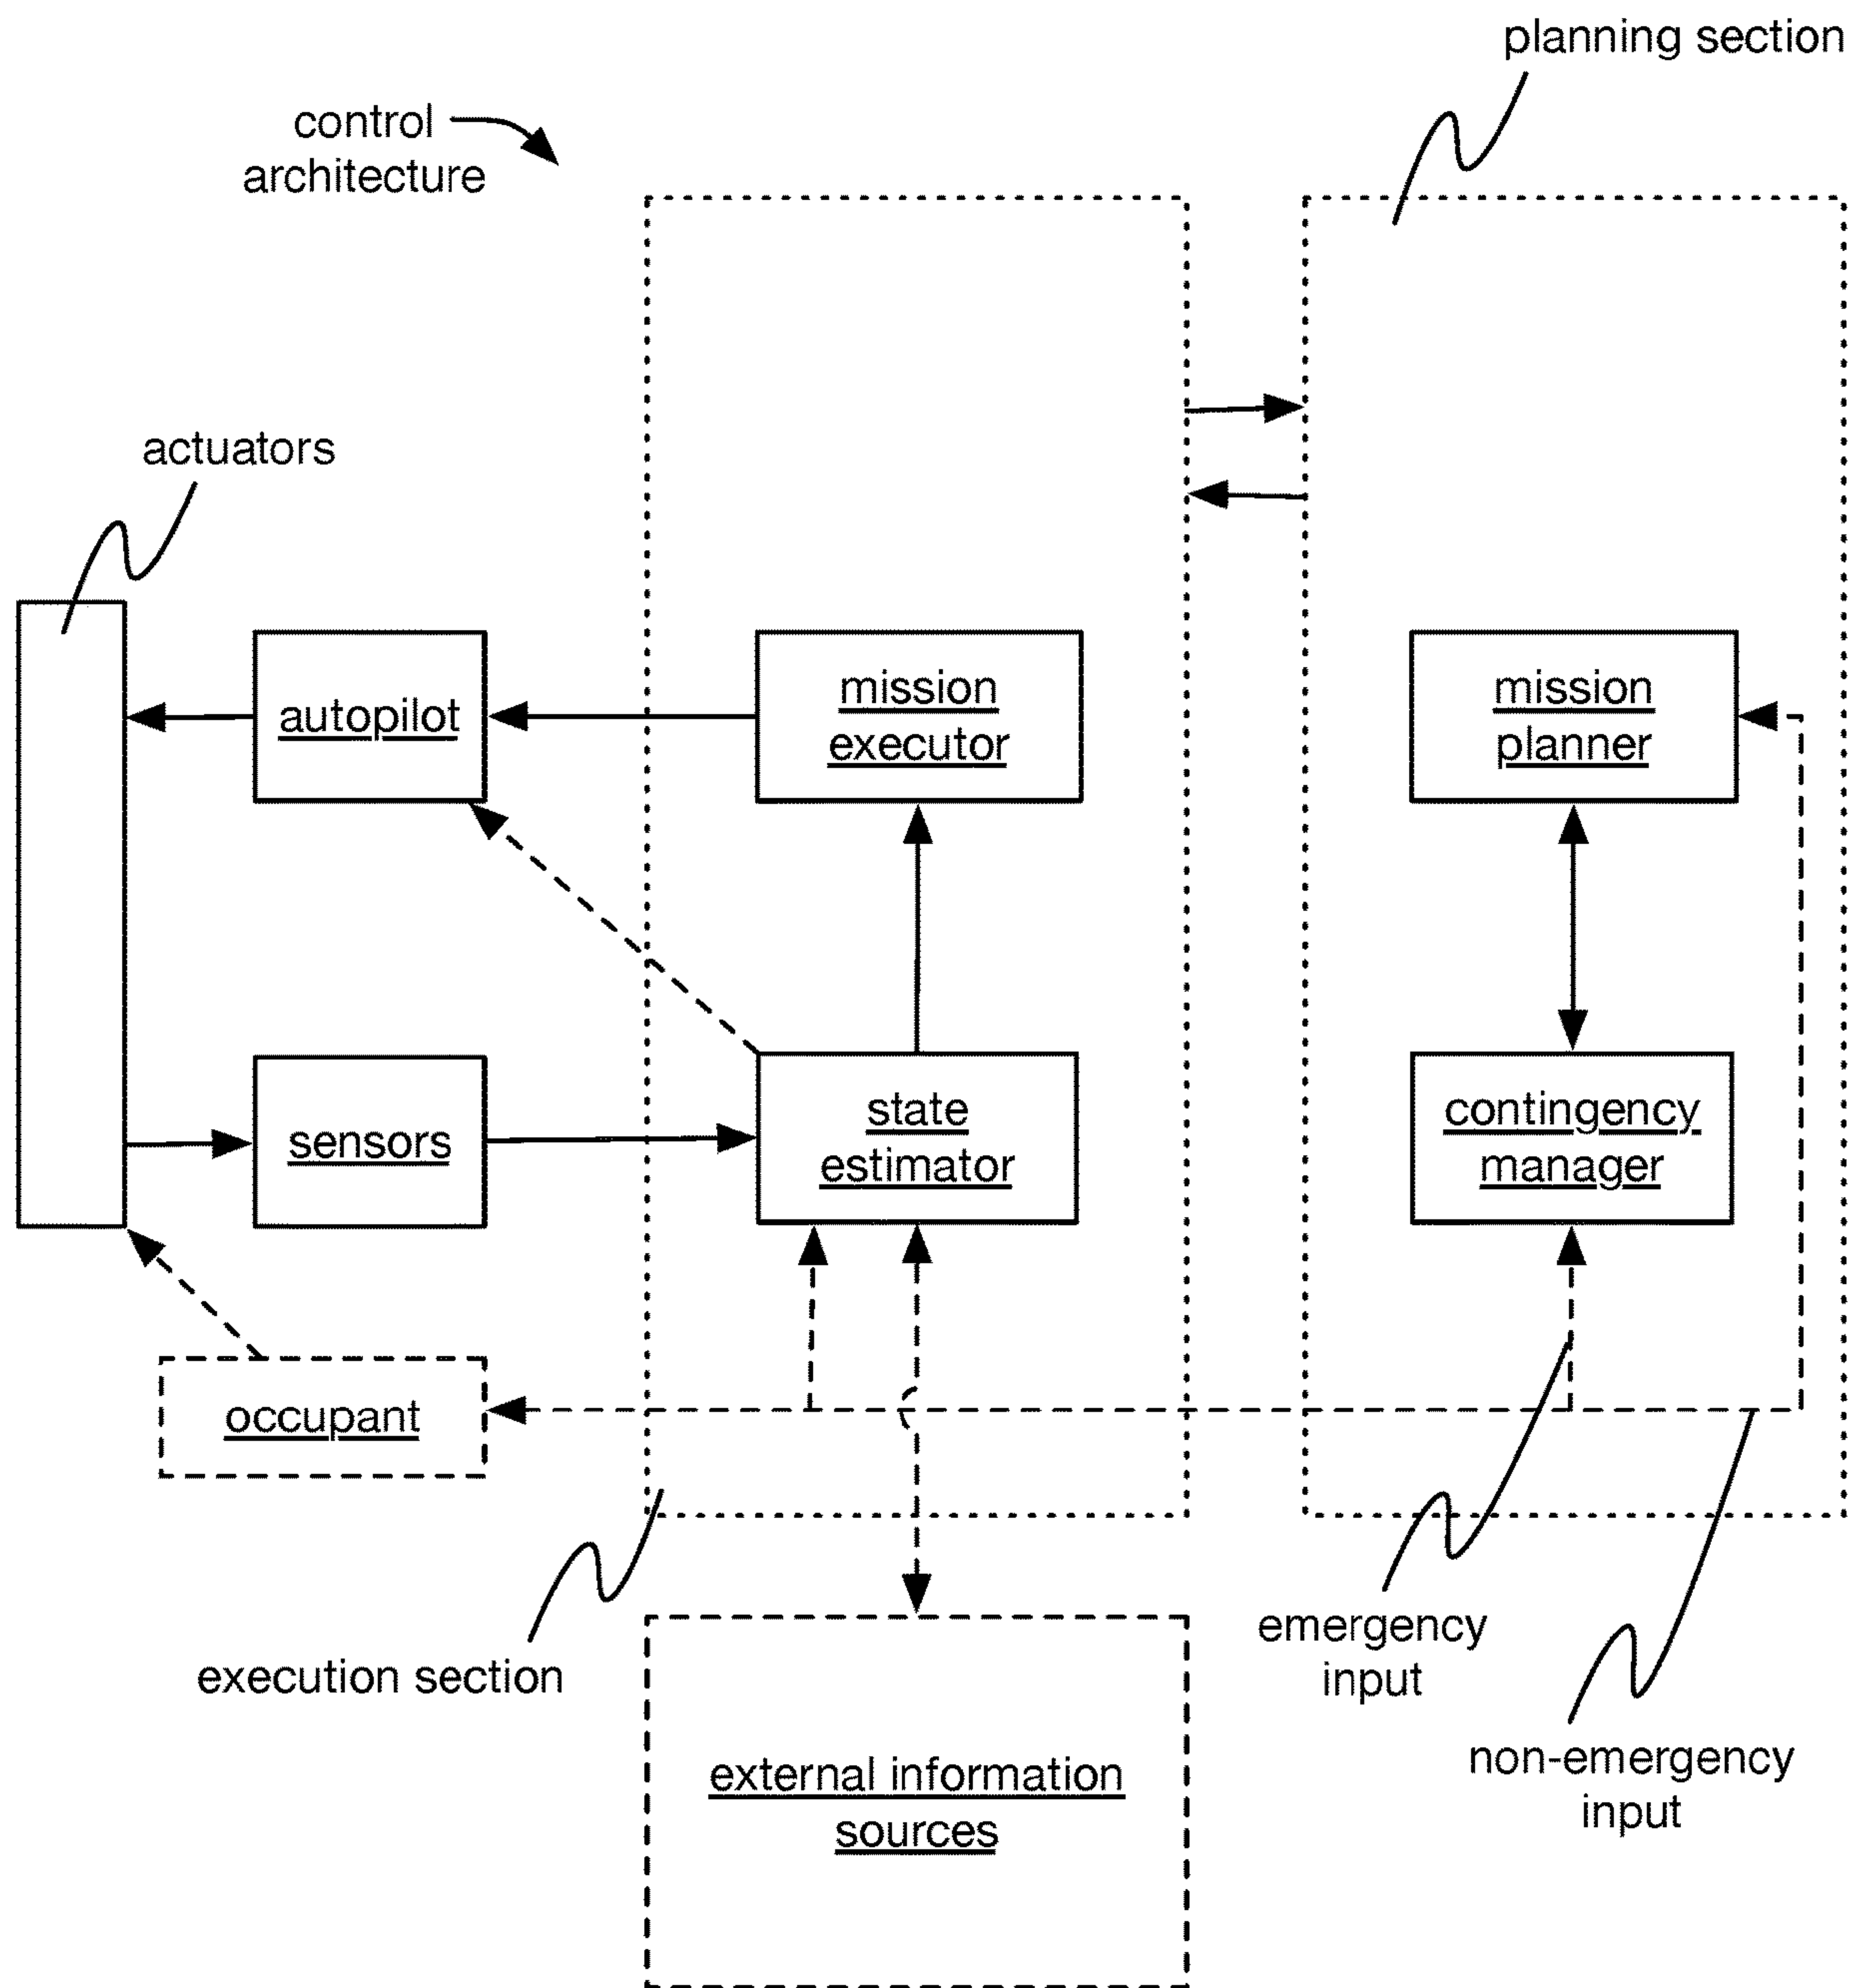 planning section
control
architecture
actuators
autopilot
mission
executor
mission
planner
sensors
state
estimator
contingency
manager
occupant
execution section
emergency
input
non-emergency
input
external information
sources